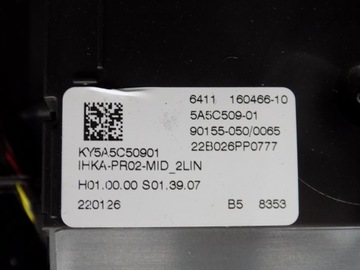 6411 160466-10
5A5C509-01
90155-050/0065
22B026PP0777
KY5A5C50901
IHKA-PR02-MID_2LIN
H01.00.00 S01.39.07
220126 B5 8353